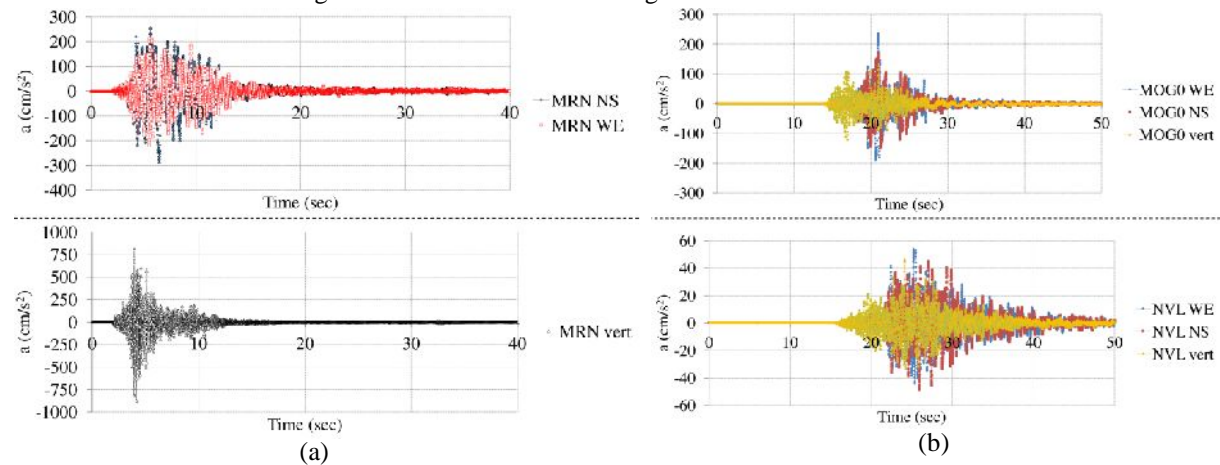 300
200
100
0
-100
-200
-300
-400
a (cm/s²)
0 10 20 30 40
Time (sec)
MRN NS
MRN WE
1000
750
500
250
0
-250
-500
-750
-1000
a (cm/s²)
0 10 20 30 40
Time (sec)
MRN vert
(a)
300
200
100
0
-100
-200
-300
a (cm/s²)
0 10 20 30 40 50
Time (sec)
MOG0 WE
MOG0 NS
MOG0 vert
60
40
20
0
-20
-40
-60
a (cm/s²)
0 10 20 30 40 50
Time (sec)
NVL WE
NVL NS
NVL vert
(b)